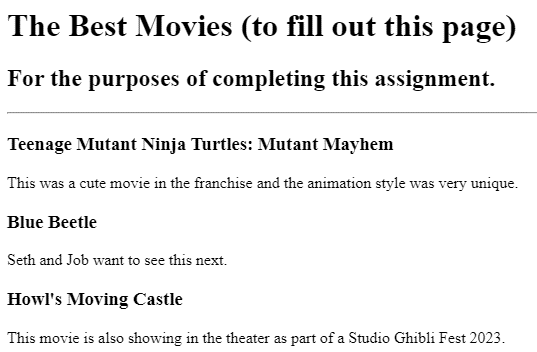 The Best Movies (to fill out this page)
For the purposes of completing this assignment.
Teenage Mutant Ninja Turtles: Mutant Mayhem
This was a cute movie in the franchise and the animation style was very unique.
Blue Beetle
Seth and Job want to see this next.
Howl's Moving Castle
This movie is also showing in the theater as part of a Studio Ghibli Fest 2023.